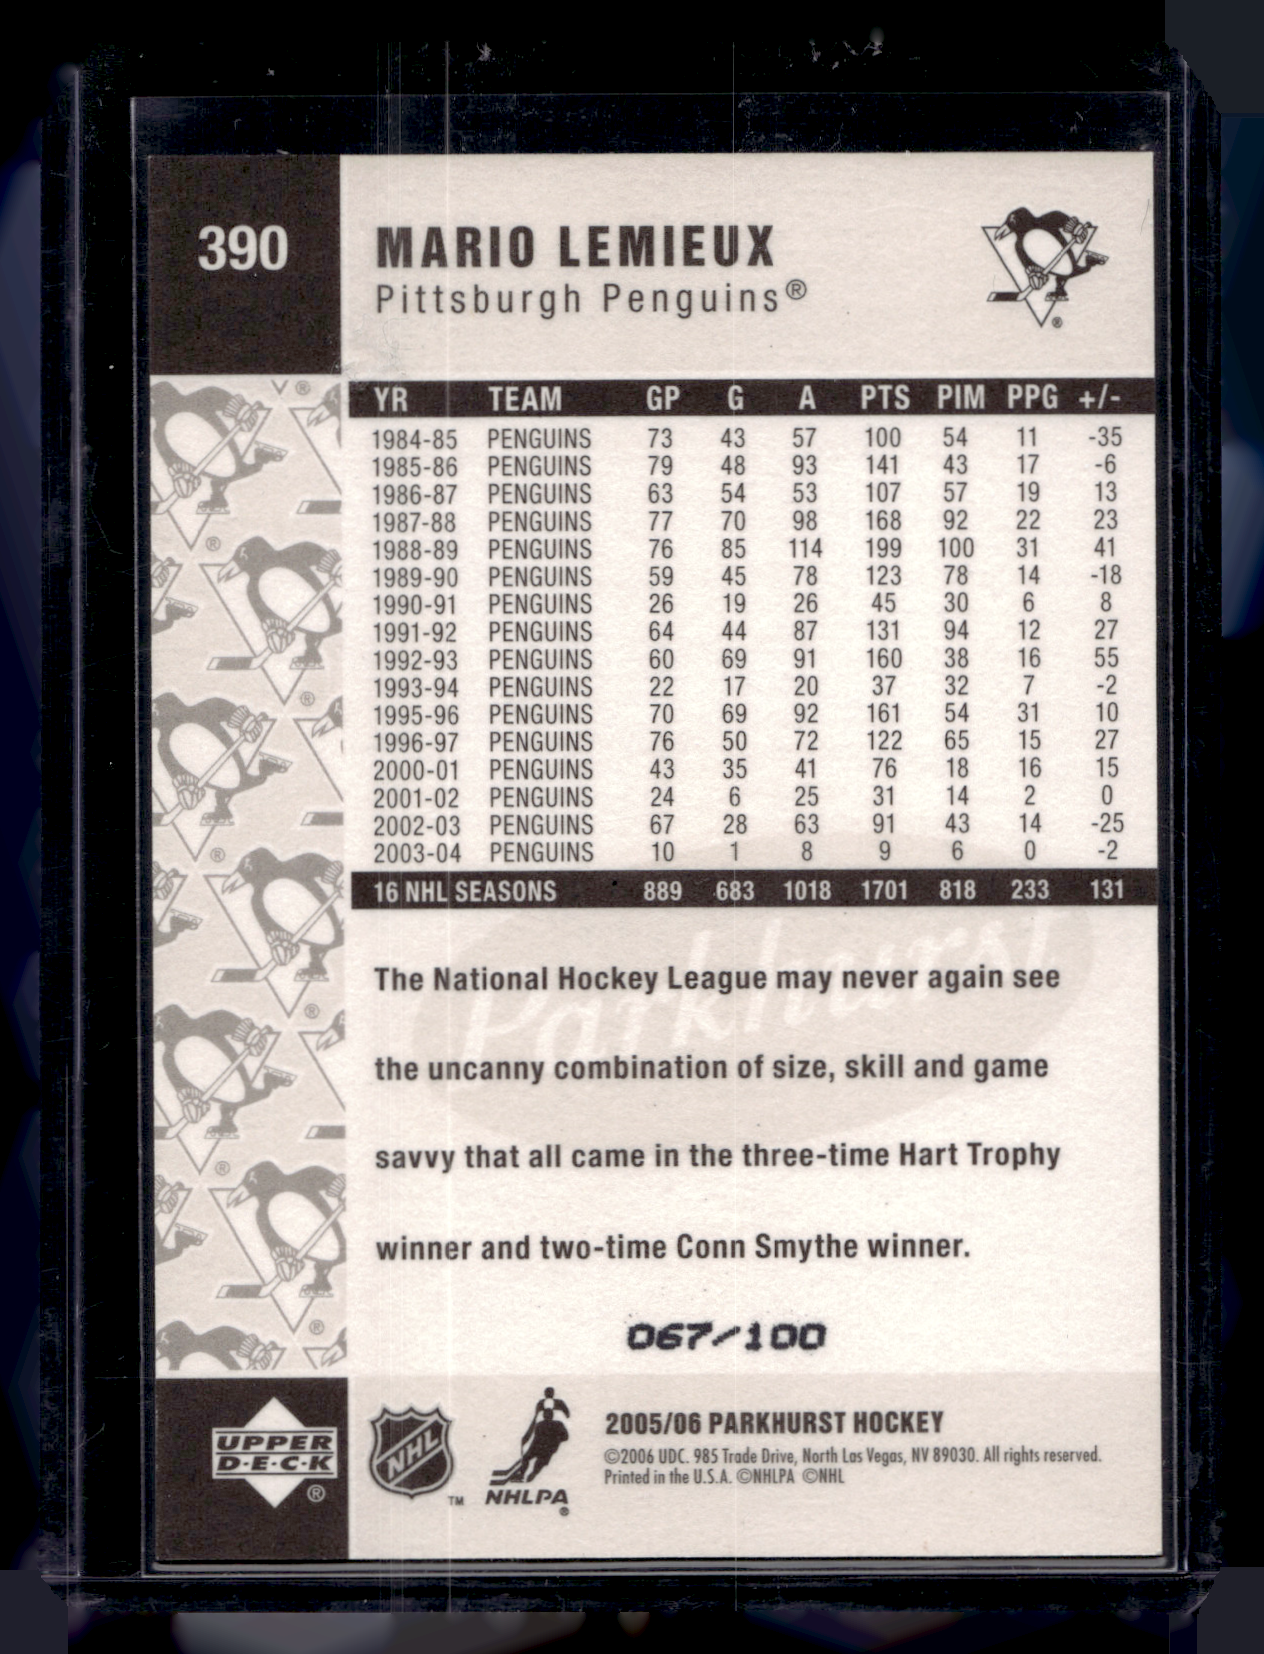 390
MARIO LEMIEUX
Pittsburgh Penguins®
YR TEAM GP G A PTS PIM PPG +/-
1984-85 PENGUINS 73 43 57 100 54 11 -35
1985-86 PENGUINS 79 48 93 141 43 17 -6
1986-87 PENGUINS 63 54 53 107 57 19 13
1987-88 PENGUINS 77 70 98 168 92 22 23
1988-89 PENGUINS 76 85 114 199 100 31 41
1989-90 PENGUINS 59 45 78 123 78 14 -18
1990-91 PENGUINS 26 19 26 45 30 6 8
1991-92 PENGUINS 64 44 87 131 94 12 27
1992-93 PENGUINS 60 69 91 160 38 16 55
1993-94 PENGUINS 22 17 20 37 32 7 -2
1995-96 PENGUINS 70 69 92 161 54 31 10
1996-97 PENGUINS 76 50 72 122 65 15 27
2000-01 PENGUINS 43 35 41 76 18 16 15
2001-02 PENGUINS 24 6 25 31 14 2 0
2002-03 PENGUINS 67 28 63 91 43 14 -25
2003-04 PENGUINS 10 1 8 9 6 0 -2
16 NHL SEASONS 889 683 1018 1701 818 233 131
Parkhurst
The National Hockey League may never again see
the uncanny combination of size, skill and game
savvy that all came in the three-time Hart Trophy
winner and two-time Conn Smythe winner.
067/100
UPPER
D·E·C·K
®
NHL
TM
NHLPA
®
2005/06 PARKHURST HOCKEY
©2006 UDC. 985 Trade Drive, North Las Vegas, NV 89030. All rights reserved.
Printed in the U.S.A. ©NHLPA ©NHL